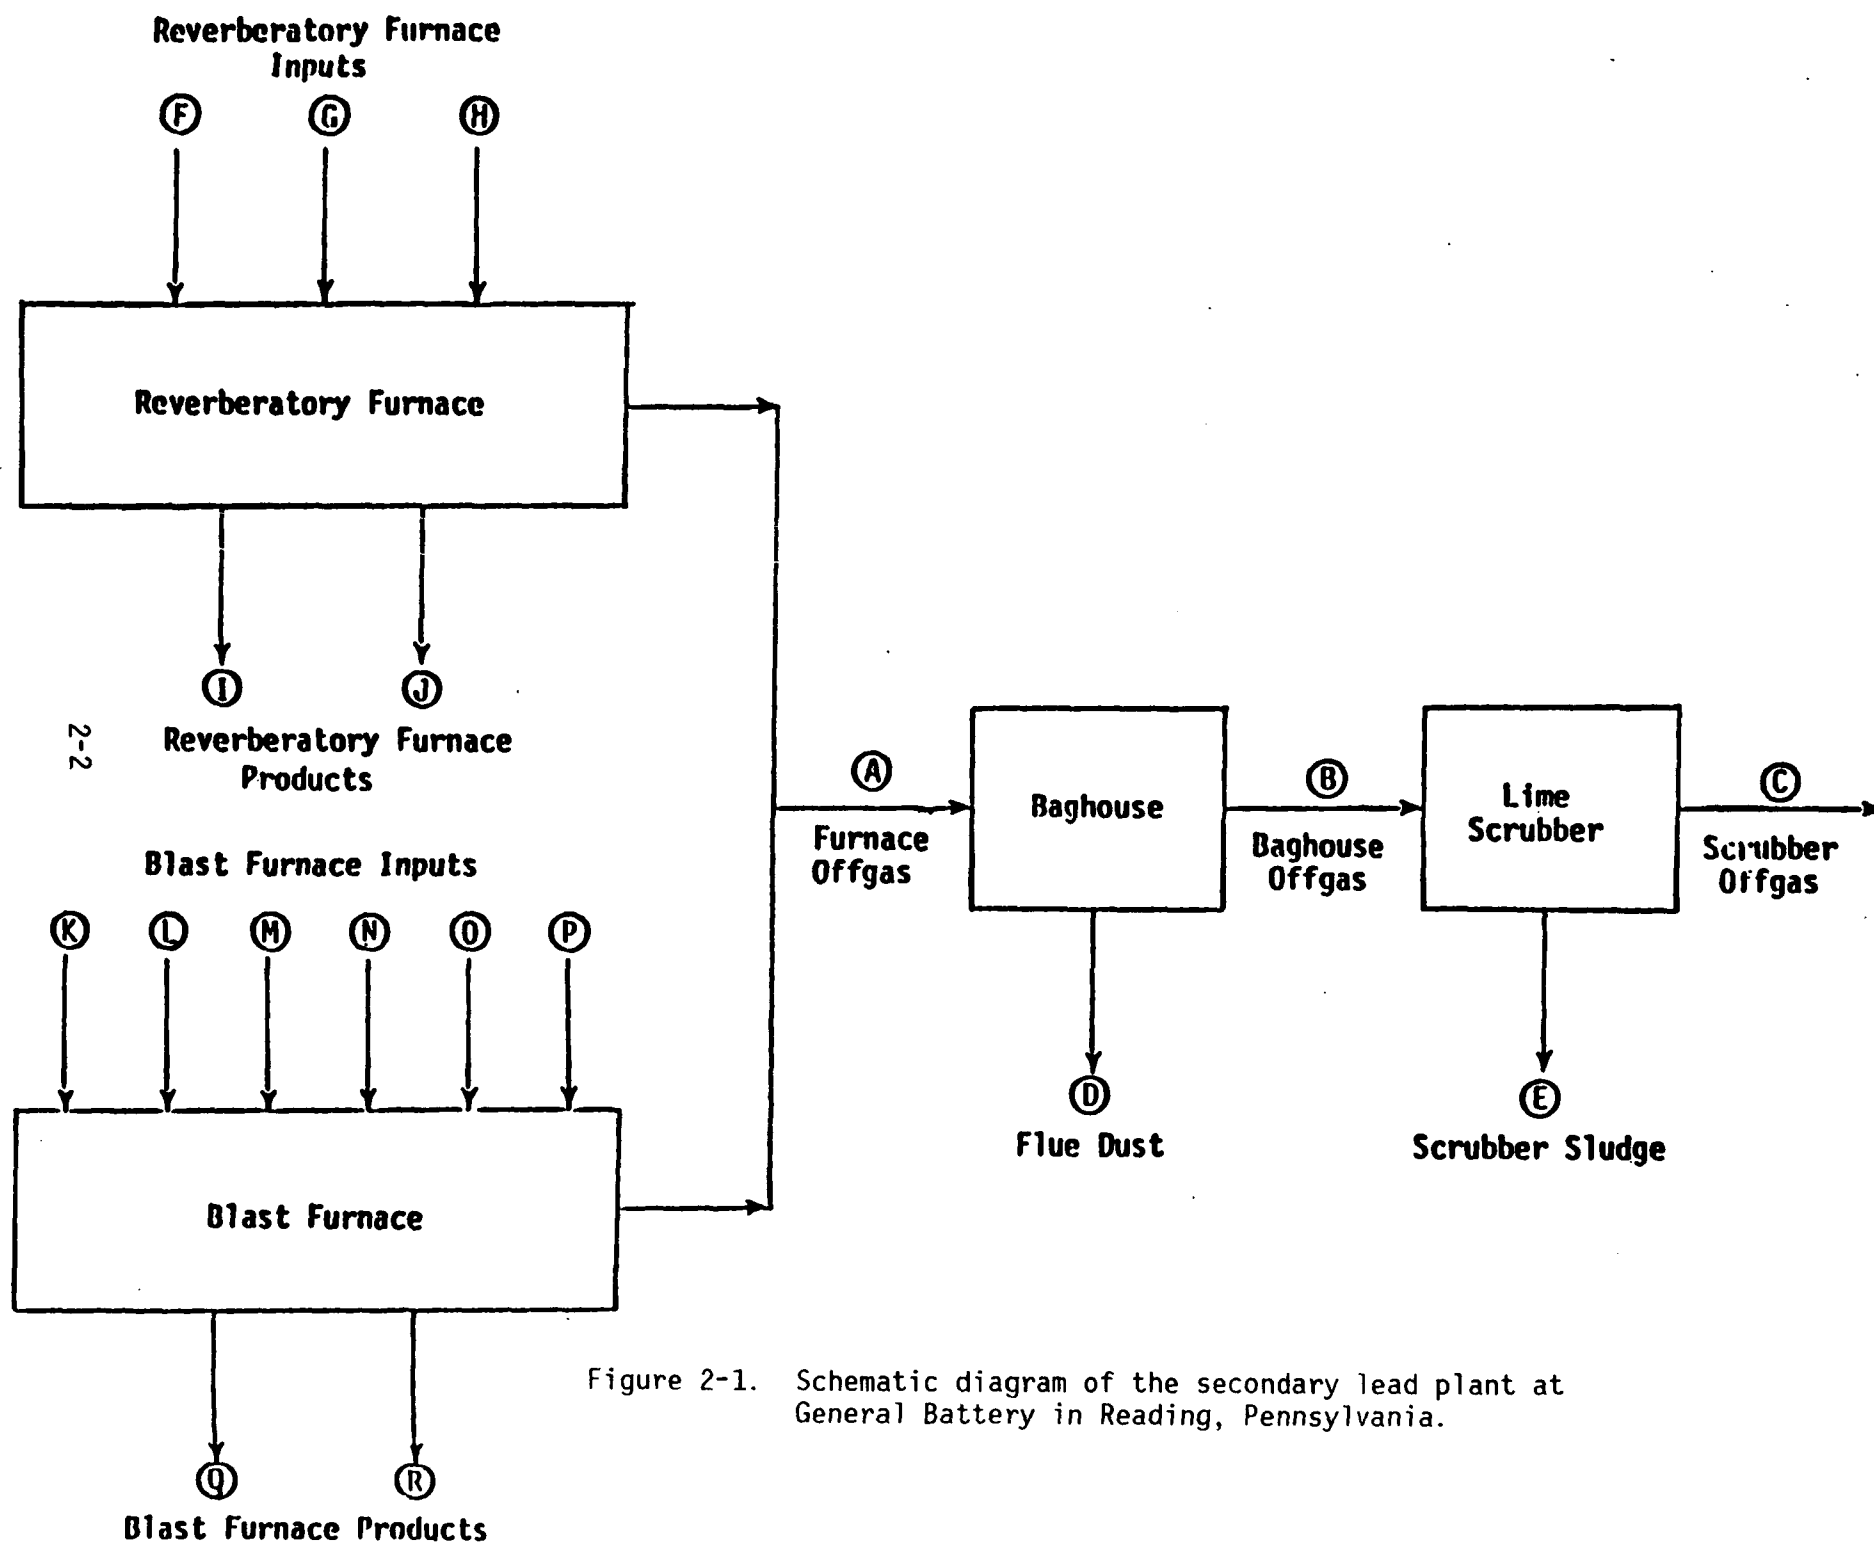 Reverberatory Furnace
Inputs
F G H
Reverberatory Furnace
I J
Reverberatory Furnace
Products
2-2
Blast Furnace Inputs
K L M N O P
Blast Furnace
Q R
Blast Furnace Products
A
Furnace
Offgas
Baghouse
B
Baghouse
Offgas
Lime
Scrubber
C
Scrubber
Offgas
D
Flue Dust
E
Scrubber Sludge
Figure 2-1. Schematic diagram of the secondary lead plant at
General Battery in Reading, Pennsylvania.